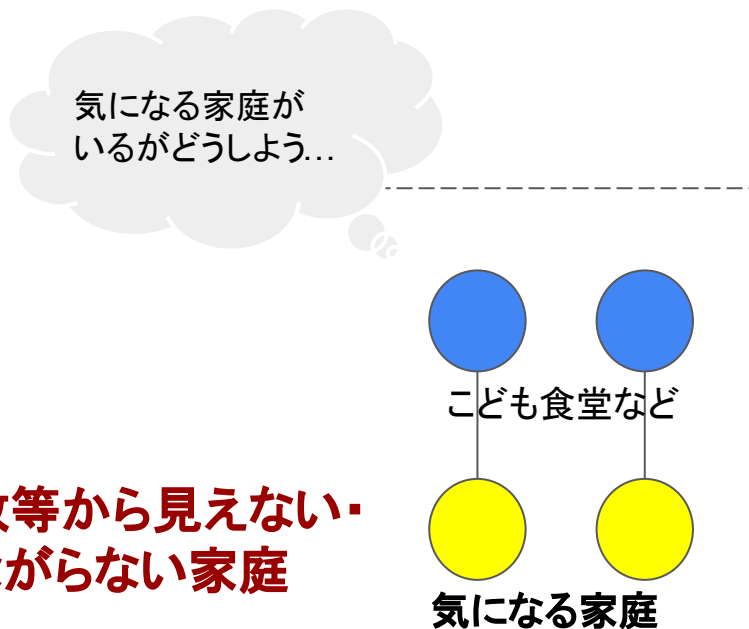 気になる家庭が
いるがどうしよう…
こども食堂など
等から見えない・
がらない家庭
気になる家庭